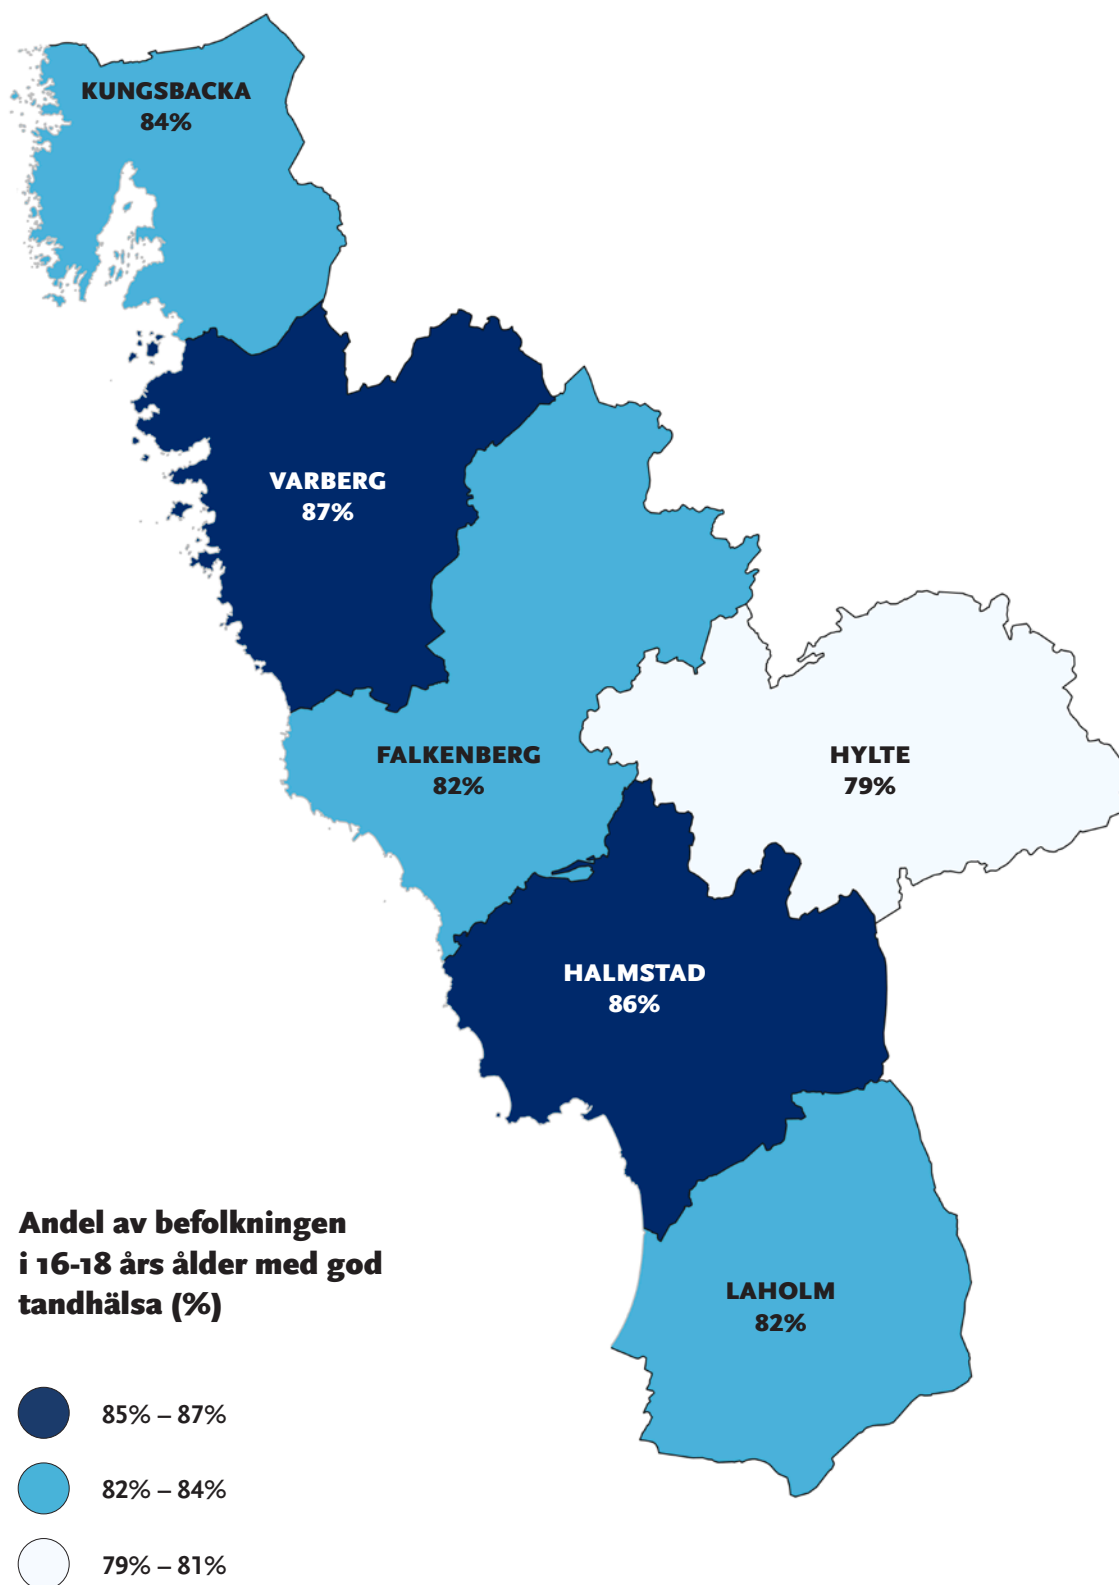 KUNGSBACKA
84%
VARBERG
87%
FALKENBERG
82%
HYLTE
79%
HALMSTAD
86%
LAHOLM
82%
Andel av befolkningen
i 16-18 års ålder med god
tandhälsa (%)
85% – 87%
82% – 84%
79% – 81%